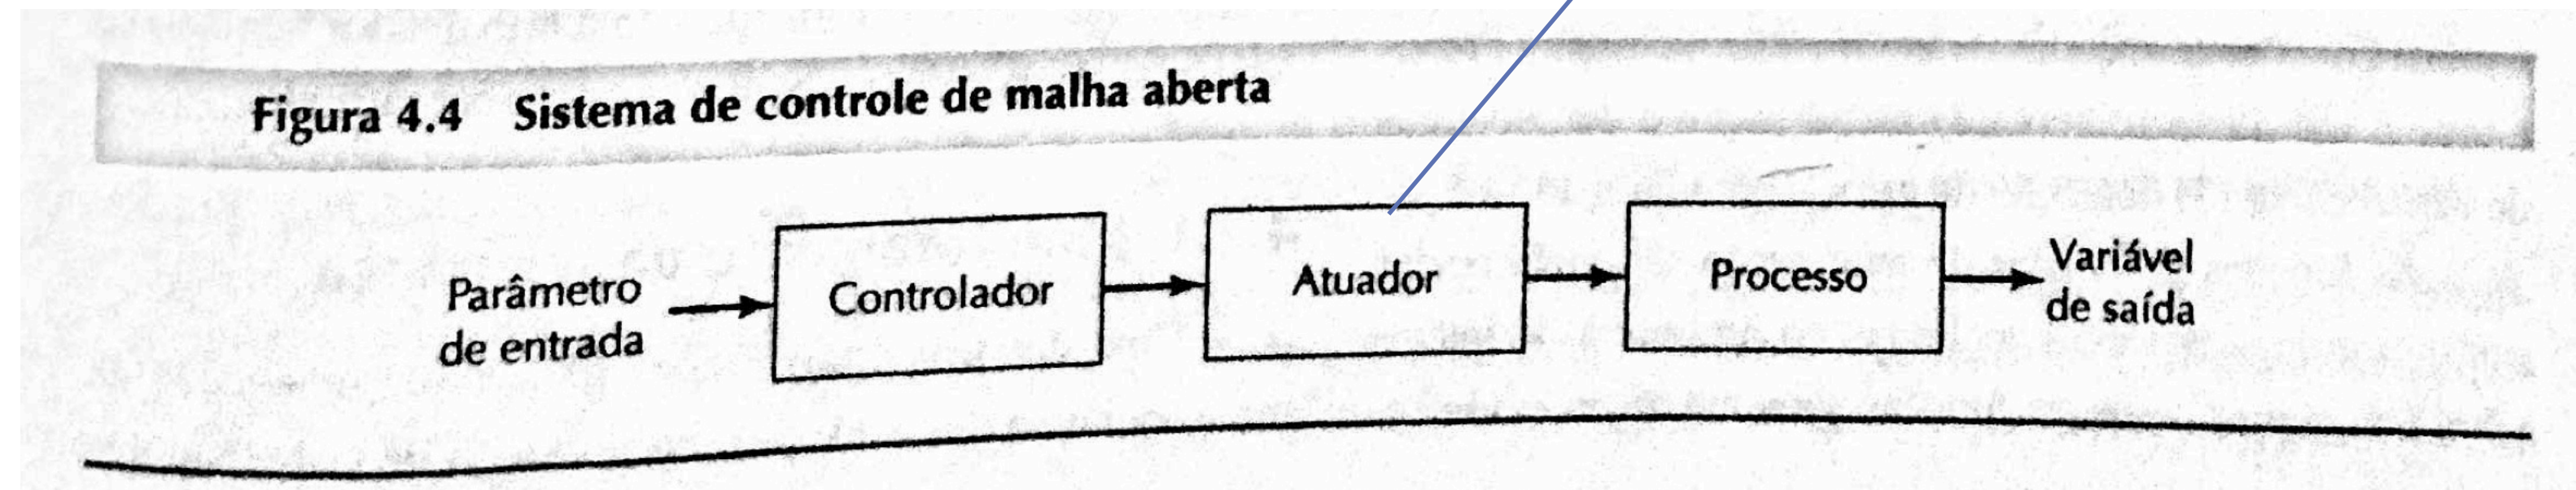 Figura 4.4 Sistema de controle de malha aberta
Parâmetro
de entrada
Controlador
Atuador
Processo
Variável
de saída